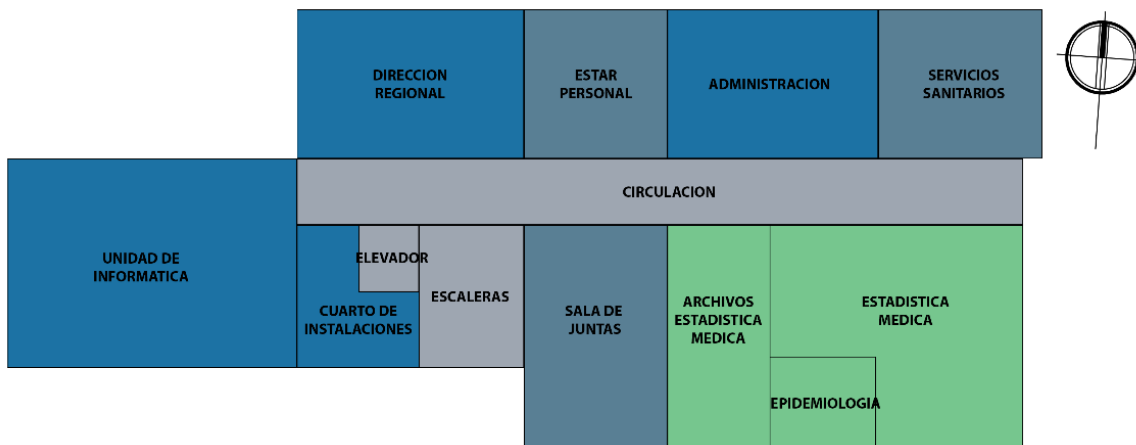 DIRECCION
REGIONAL
ESTAR
PERSONAL
ADMINISTRACION
SERVICIOS
SANITARIOS
CIRCULACION
UNIDAD DE
INFORMATICA
ELEVADOR
CUARTO DE
INSTALACIONES
ESCALERAS
SALA DE
JUNTAS
ARCHIVOS
ESTADISTICA
MEDICA
ESTADISTICA
MEDICA
EPIDEMIOLOGIA